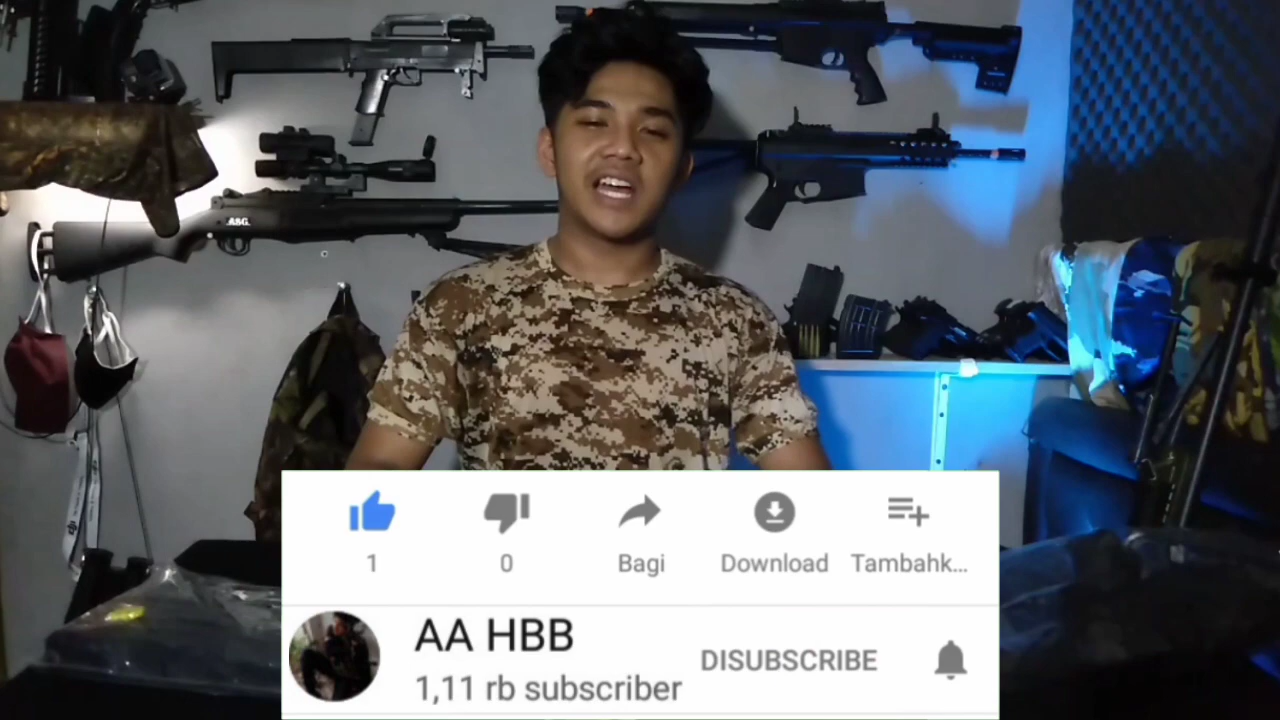 ASG
1
0
Bagi
Download
Tambahk...
AA HBB
DISUBSCRIBE
1,11 rb subscriber